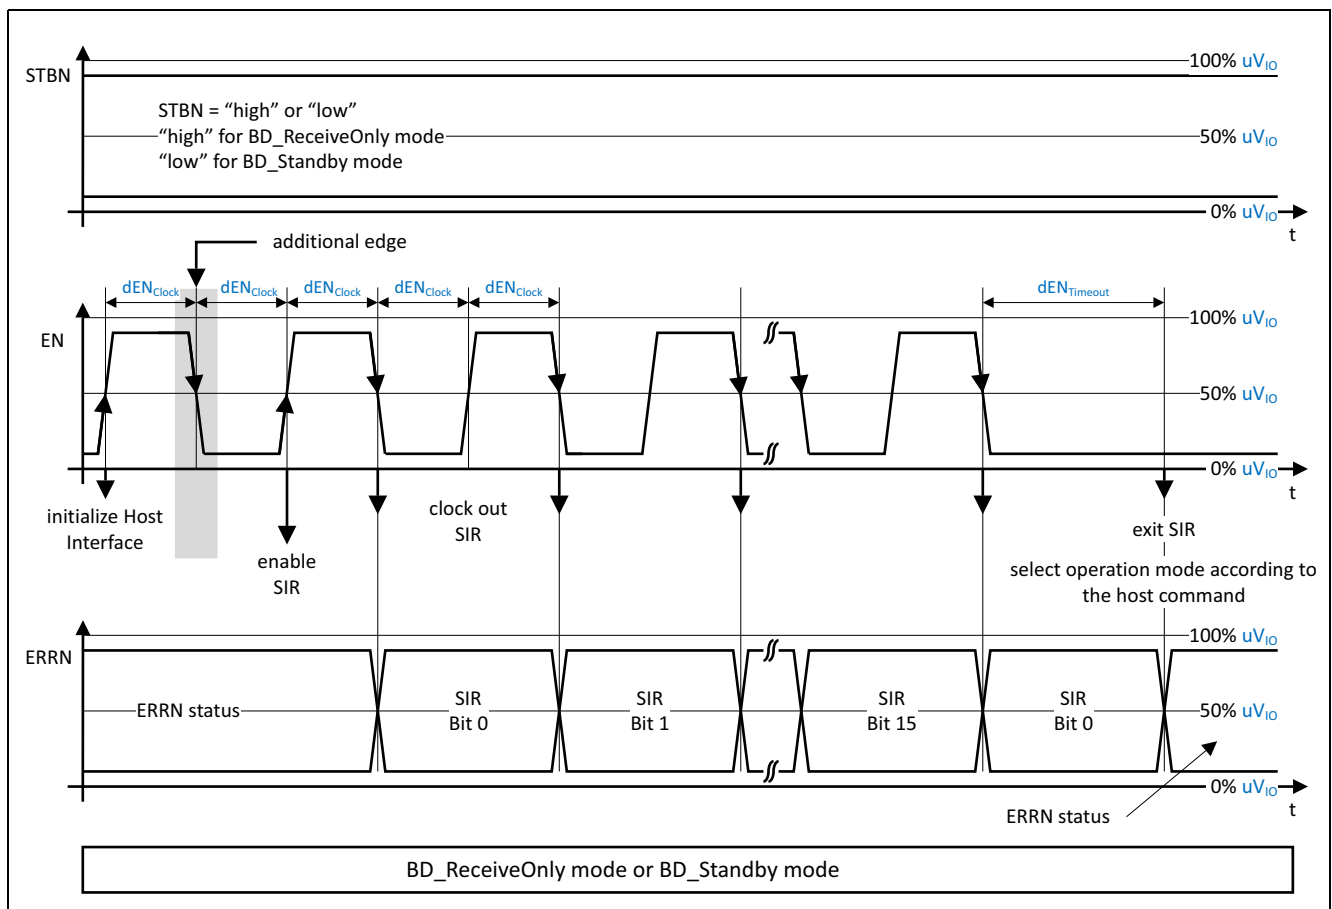 100% uVIO
STBN
STBN = “high” or “low”
“high” for BD_ReceiveOnly mode
50% uVIO
“low” for BD_Standby mode
0% uVIO
t
additional edge
dENClock
dENClock
dENClock
dENClock
dENClock
dENTimeout
100% uVIO
EN
50% uVIO
0% uVIO
t
initialize Host
Interface
enable
SIR
clock out
SIR
exit SIR
select operation mode according to
the host command
100% uVIO
ERRN
ERRN status
SIR
Bit 0
SIR
Bit 1
SIR
Bit 15
SIR
Bit 0
50% uVIO
0% uVIO
t
ERRN status
BD_ReceiveOnly mode or BD_Standby mode